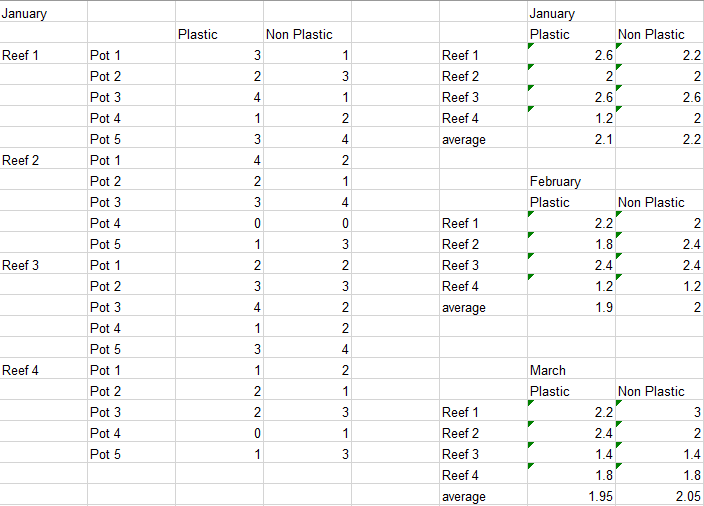 January January
Plastic Non Plastic Plastic Non Plastic
Reef 1 Pot 1 3 1 Reef 1 2.6 2.2
Pot 2 2 3 Reef 2 2 2
Pot 3 4 1 Reef 3 2.6 2.6
Pot 4 1 2 Reef 4 1.2 2
Pot 5 3 4 average 2.1 2.2
Reef 2 Pot 1 4 2
Pot 2 2 1 February
Pot 3 3 4 Plastic Non Plastic
Pot 4 0 0 Reef 1 2.2 2
Pot 5 1 3 Reef 2 1.8 2.4
Reef 3 Pot 1 2 2 Reef 3 2.4 2.4
Pot 2 3 3 Reef 4 1.2 1.2
Pot 3 4 2 average 1.9 2
Pot 4 1 2
Pot 5 3 4
Reef 4 Pot 1 1 2 March
Pot 2 2 1 Plastic Non Plastic
Pot 3 2 3 Reef 1 2.2 3
Pot 4 0 1 Reef 2 2.4 2
Pot 5 1 3 Reef 3 1.4 1.4
Reef 4 1.8 1.8
average 1.95 2.05